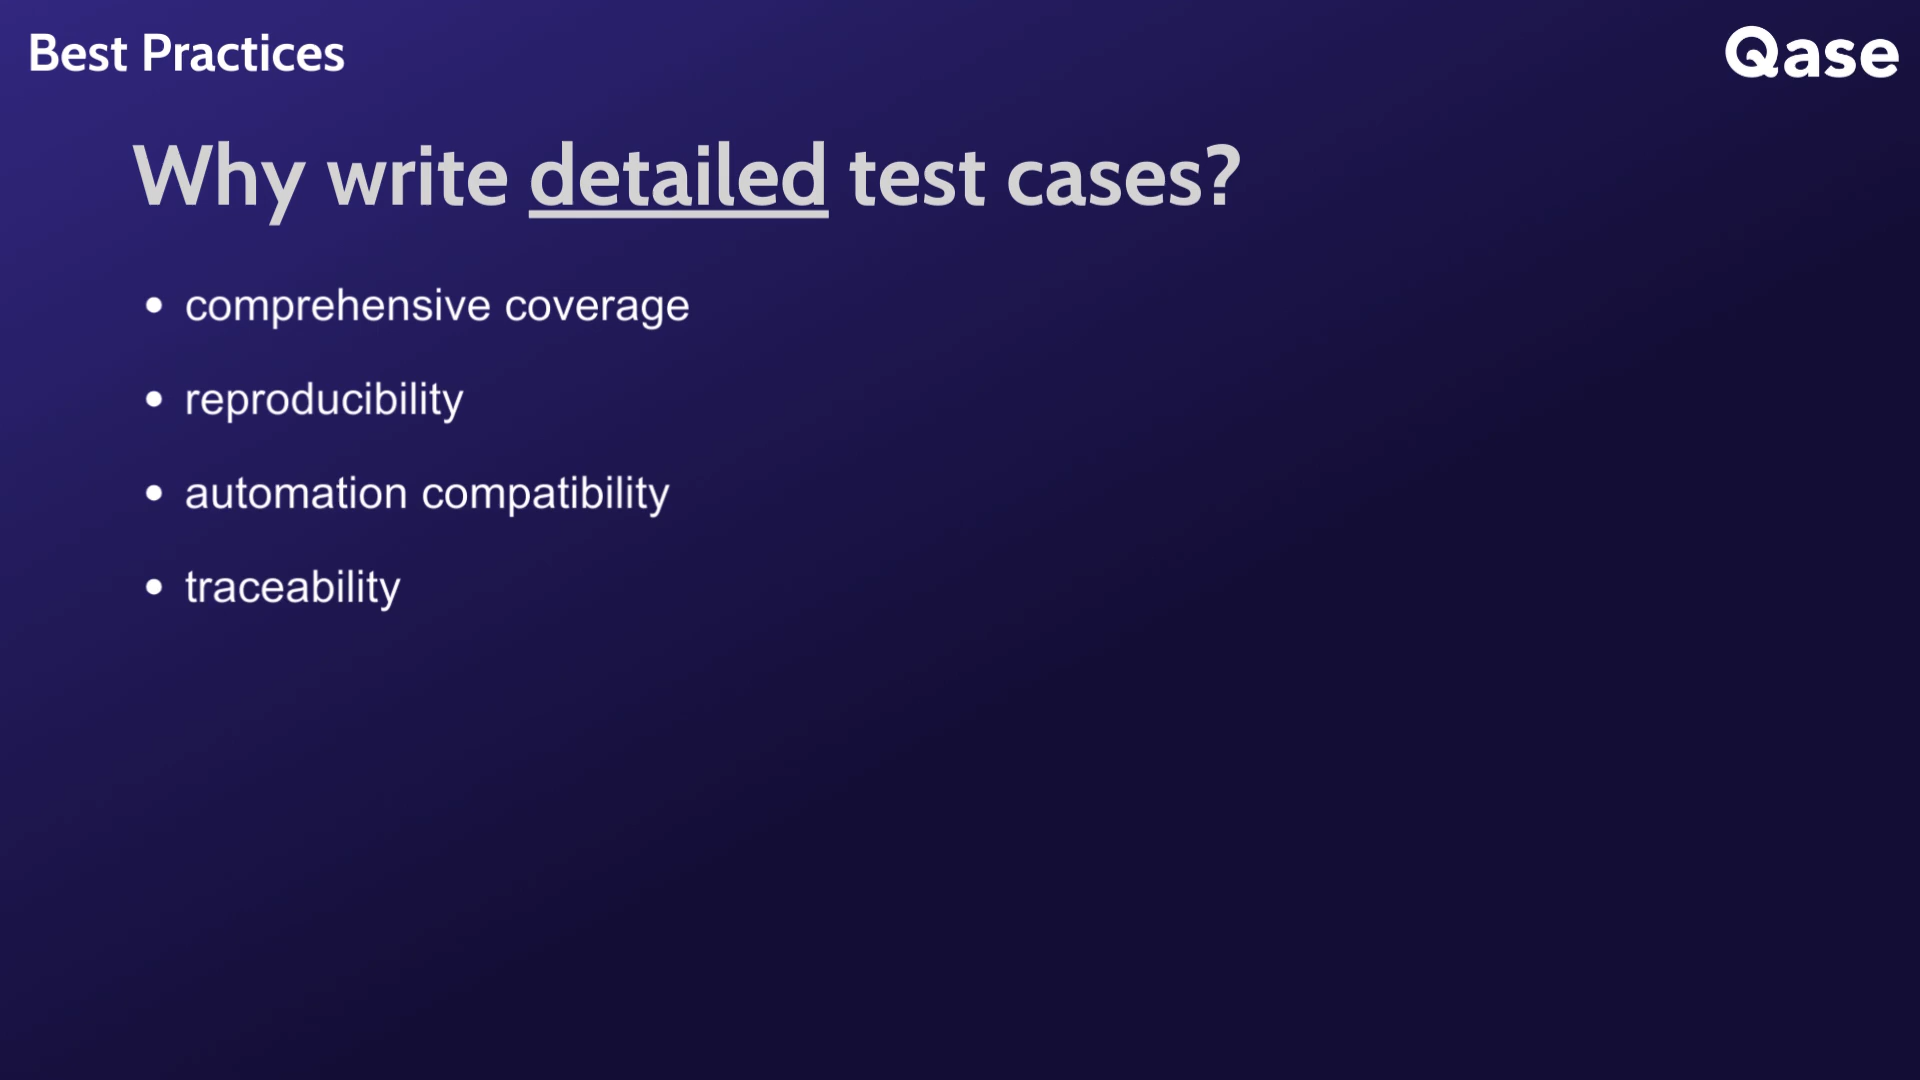 Best Practices
Qase
Why write detailed test cases?
• comprehensive coverage
• reproducibility
• automation compatibility
• traceability